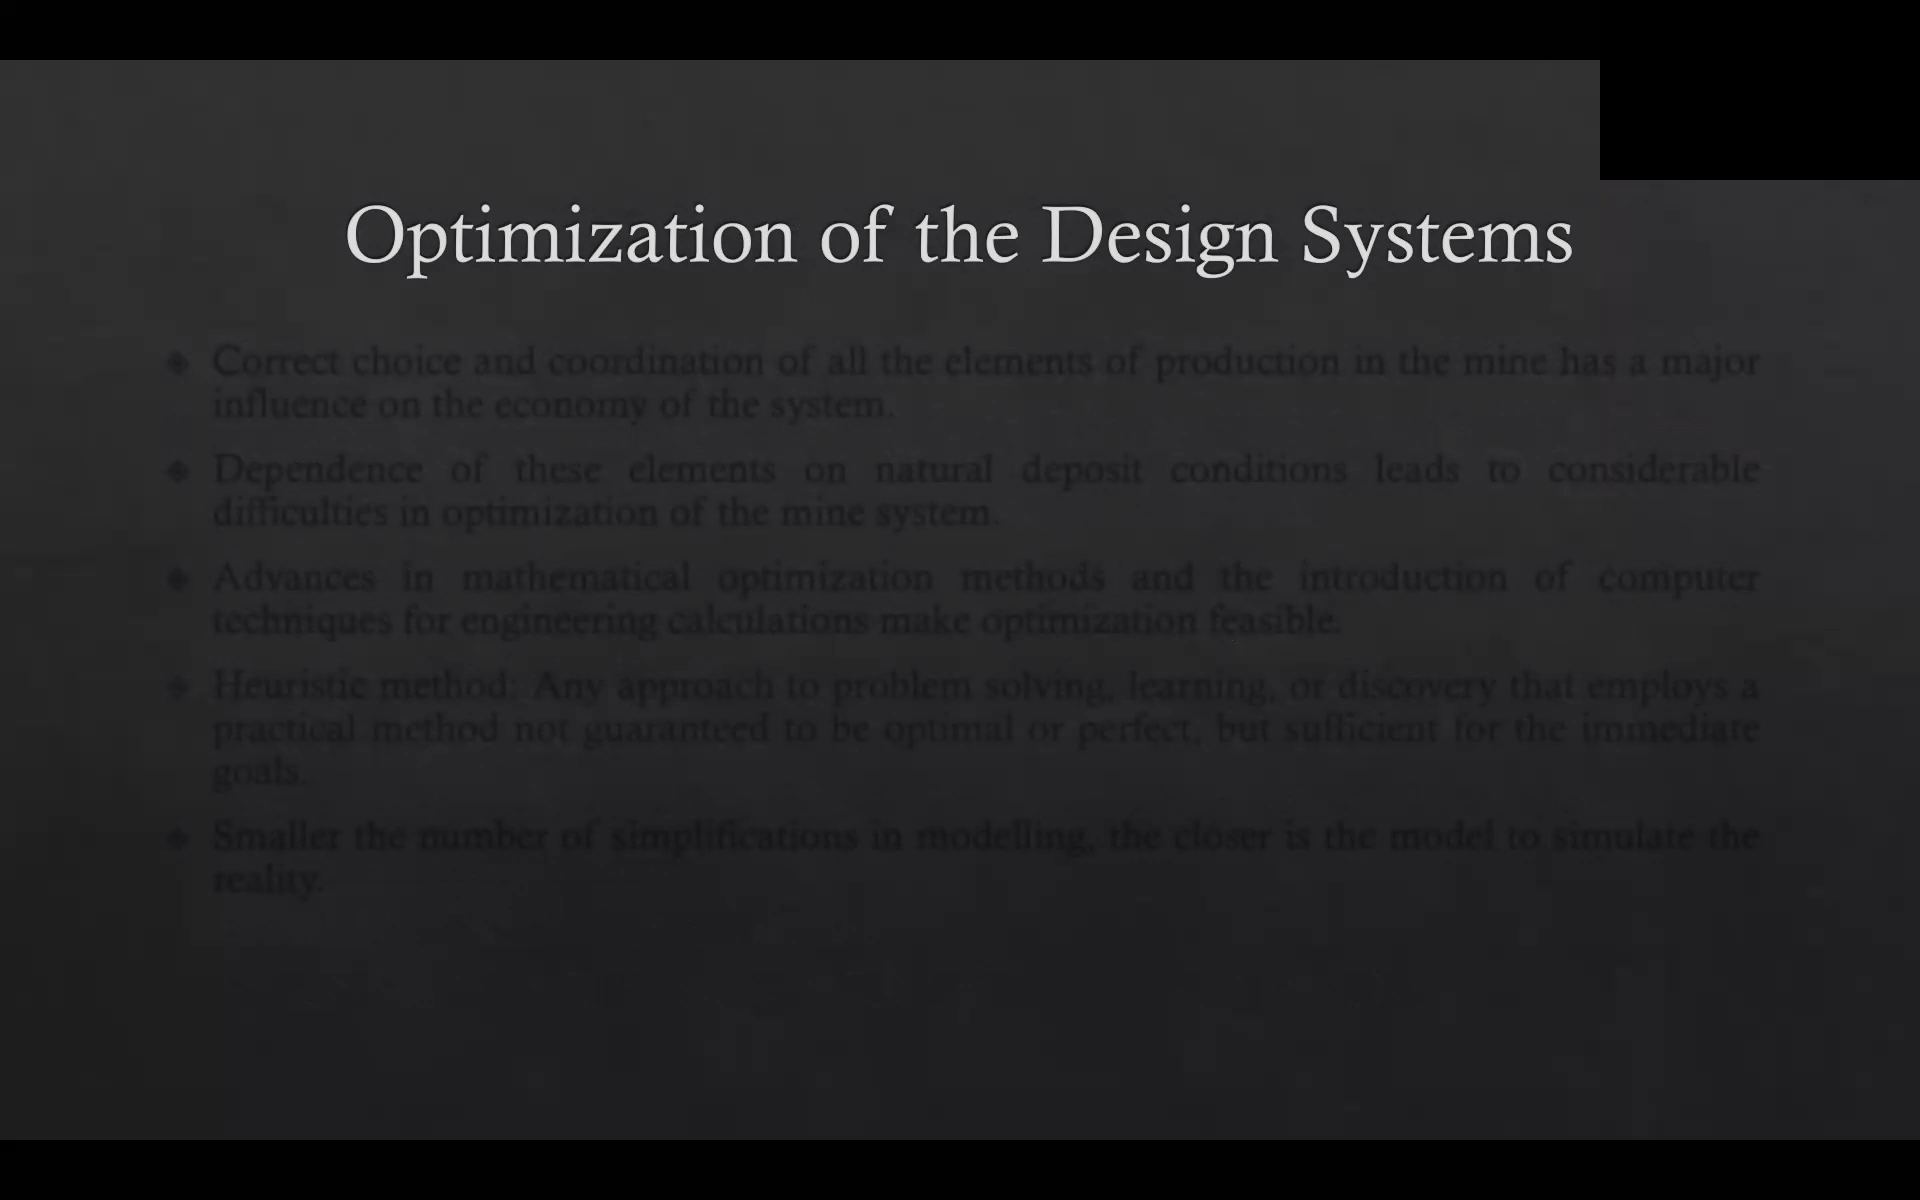 Optimization of the Design Systems
Correct choice and coordination of all the elements of production in the mine has a major
influence on the economy of the system.
Dependence of these elements on natural deposit conditions leads to considerable
difficulties in optimization of the mine system.
Advances in mathematical optimization methods and the introduction of computer
techniques for engineering calculations make optimization feasible.
Heuristic method: Any approach to problem solving, learning, or discovery that employs a
practical method not guaranteed to be optimal or perfect, but sufficient for the immediate
goals.
Smaller the number of simplifications in modelling, the closer is the model to simulate the
reality.